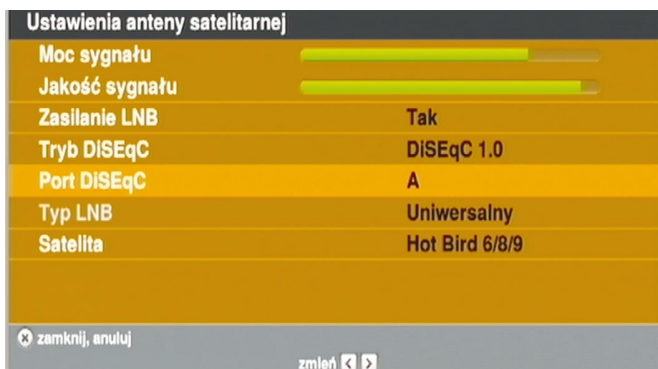 Ustawienia anteny satelitarnej
Moc sygnału
Jakość sygnału
Zasilanie LNB Tak
Tryb DiSEqC DiSEqC 1.0
Port DiSEqC A
Typ LNB Uniwersalny
Satelita Hot Bird 6/8/9
zamknij, anuluj
zmień